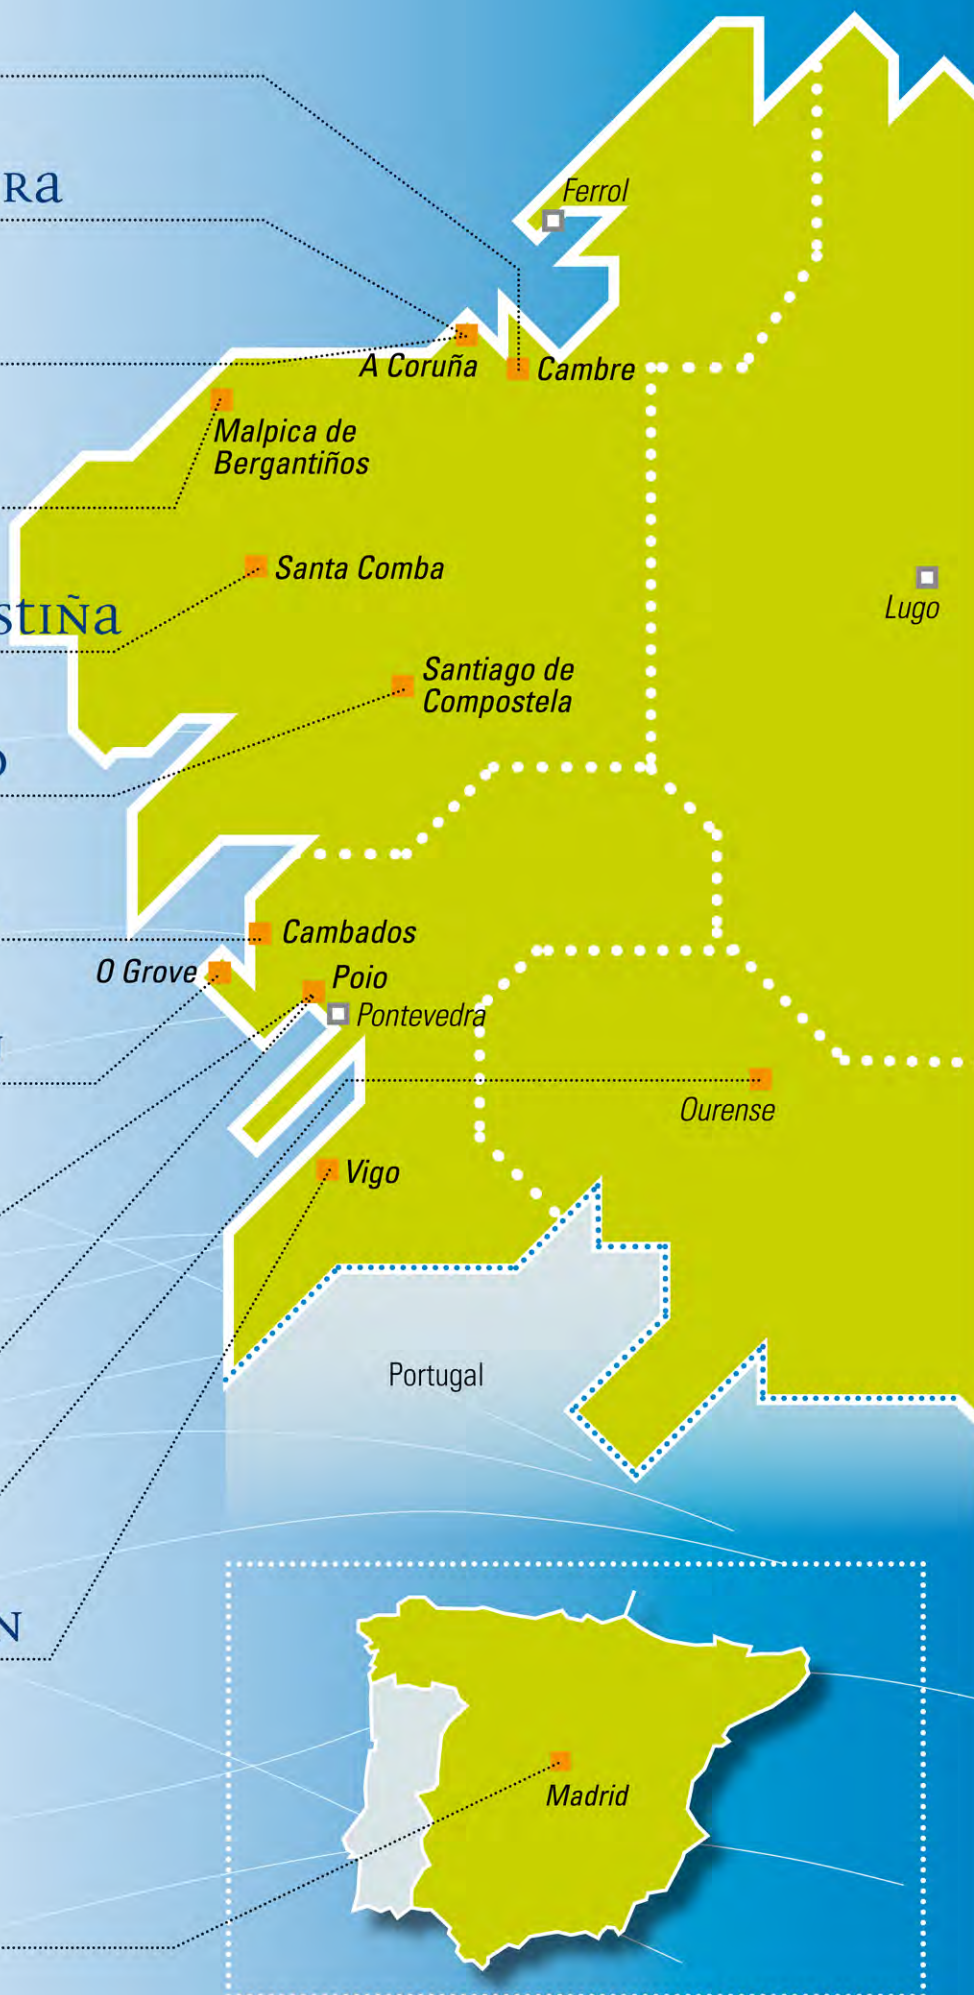 Ra
Ferrol
A Coruña
Cambre
Malpica de
Bergantiños
Santa Comba
Lugo
stiña
Santiago de
Compostela
Cambados
O Grove
Poio
Pontevedra
Ourense
Vigo
Portugal
N
Madrid